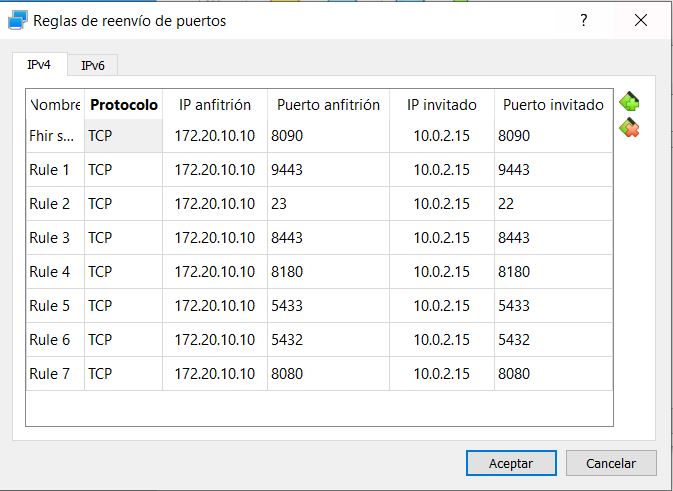 Reglas de reenvío de puertos
IPv4 IPv6
Nombre Protocolo IP anfitrión Puerto anfitrión IP invitado Puerto invitado
Fhir s... TCP 172.20.10.10 8090 10.0.2.15 8090
Rule 1 TCP 172.20.10.10 9443 10.0.2.15 9443
Rule 2 TCP 172.20.10.10 23 10.0.2.15 22
Rule 3 TCP 172.20.10.10 8443 10.0.2.15 8443
Rule 4 TCP 172.20.10.10 8180 10.0.2.15 8180
Rule 5 TCP 172.20.10.10 5433 10.0.2.15 5433
Rule 6 TCP 172.20.10.10 5432 10.0.2.15 5432
Rule 7 TCP 172.20.10.10 8080 10.0.2.15 8080
Aceptar Cancelar